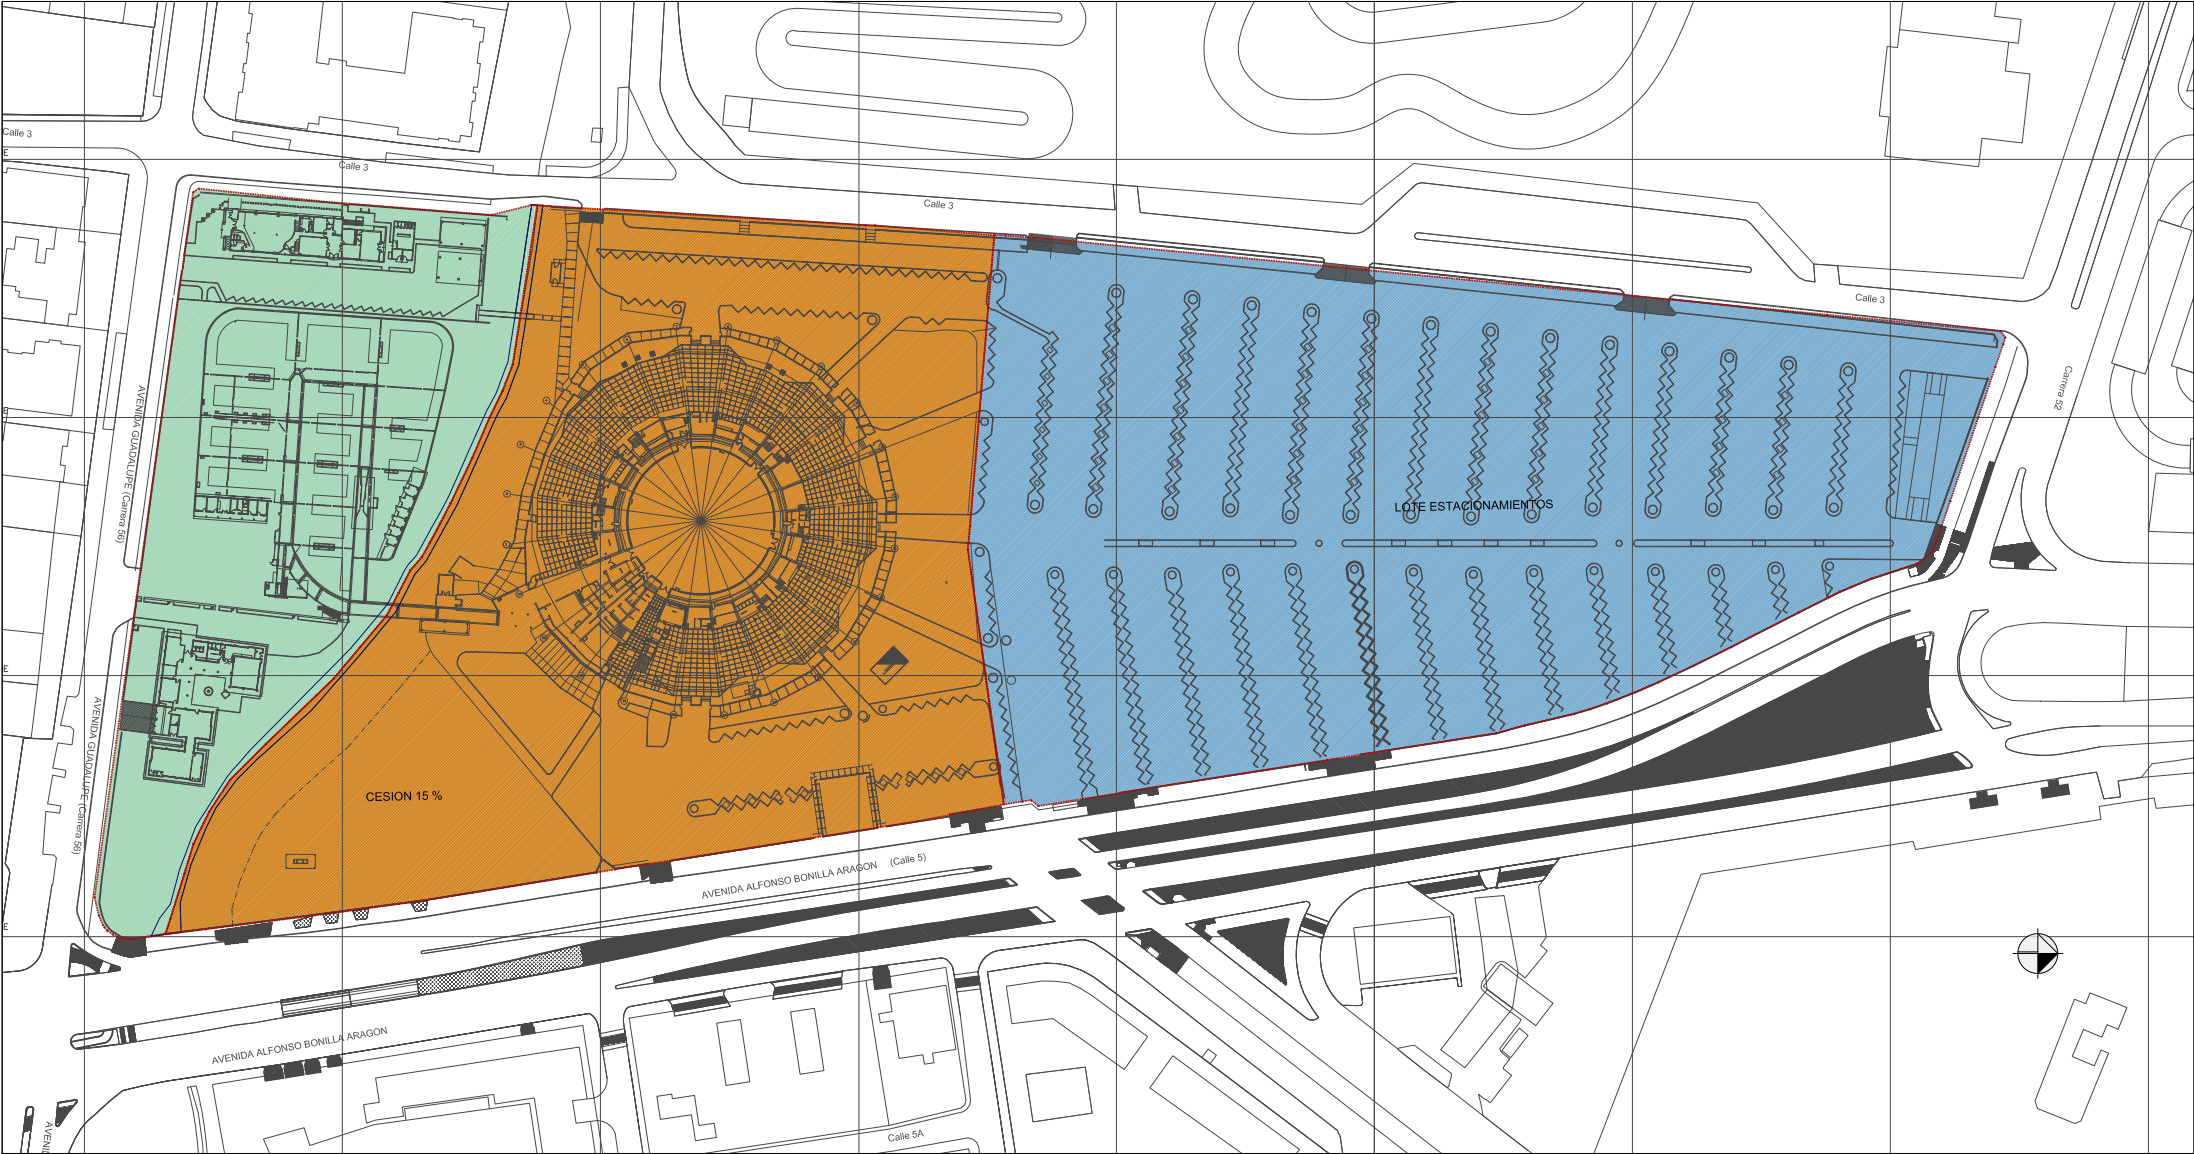 Calle 3
E
Calle 3
Calle 3
Calle 3
Carrera 52
E
AVENIDA GUADALUPE (Carrera 56)
LOTE ESTACIONAMIENTOS
E
AVENIDA GUADALUPE (Carrera 56)
CESION 15 %
AVENIDA ALFONSO BONILLA ARAGON (Calle 5)
E
AVENIDA ALFONSO BONILLA ARAGON
Calle 5A